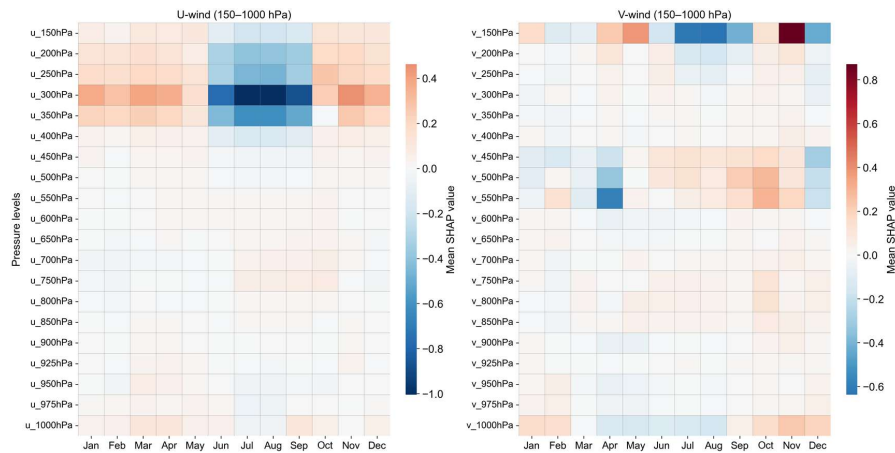 U-wind (150–1000 hPa)
Pressure levels
u_150hPa
u_200hPa
u_250hPa
u_300hPa
u_350hPa
u_400hPa
u_450hPa
u_500hPa
u_550hPa
u_600hPa
u_650hPa
u_700hPa
u_750hPa
u_800hPa
u_850hPa
u_900hPa
u_925hPa
u_950hPa
u_975hPa
u_1000hPa
Jan Feb Mar Apr May Jun Jul Aug Sep Oct Nov Dec
0.4
0.2
0.0
−0.2
−0.4
−0.6
−0.8
−1.0
Mean SHAP value
V-wind (150–1000 hPa)
v_150hPa
v_200hPa
v_250hPa
v_300hPa
v_350hPa
v_400hPa
v_450hPa
v_500hPa
v_550hPa
v_600hPa
v_650hPa
v_700hPa
v_750hPa
v_800hPa
v_850hPa
v_900hPa
v_925hPa
v_950hPa
v_975hPa
v_1000hPa
Jan Feb Mar Apr May Jun Jul Aug Sep Oct Nov Dec
0.8
0.6
0.4
0.2
0.0
−0.2
−0.4
−0.6
Mean SHAP value